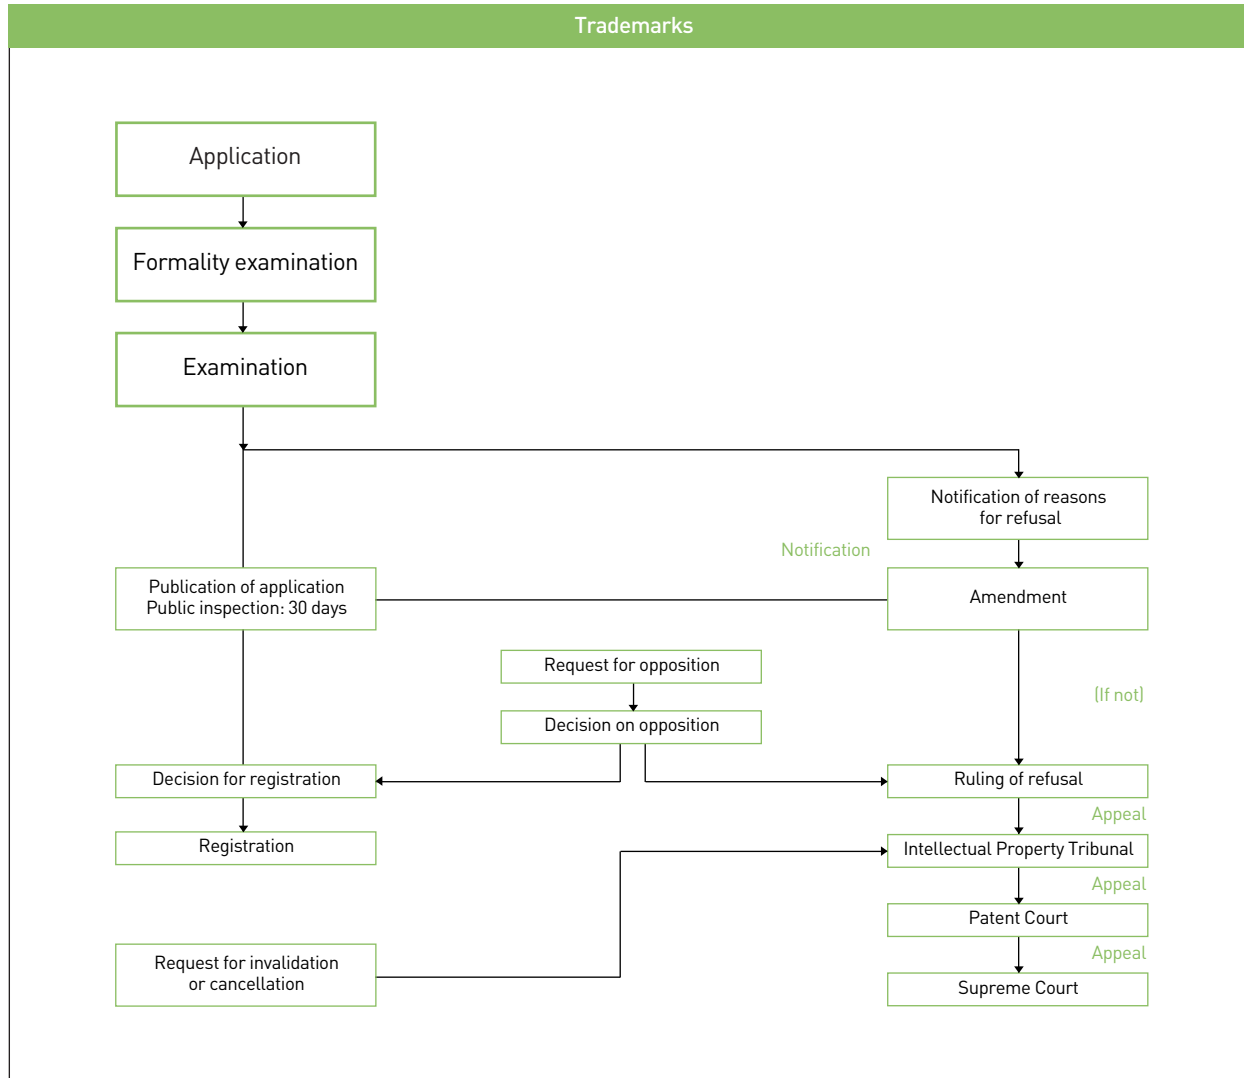 Trademarks
Application
Formality examination
Examination
Notification of reasons
for refusal
Notification
Publication of application
Public inspection: 30 days
Amendment
Request for opposition
(If not)
Decision on opposition
Decision for registration
Ruling of refusal
Appeal
Registration
Intellectual Property Tribunal
Appeal
Patent Court
Appeal
Request for invalidation
or cancellation
Supreme Court